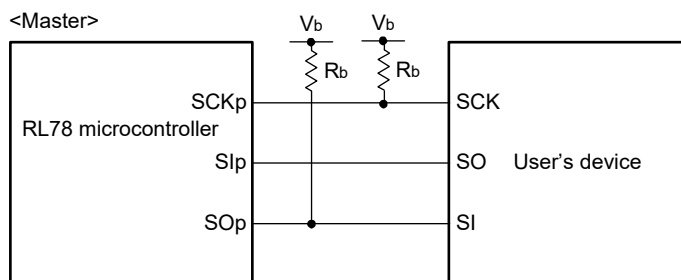 <Master>
Vb Vb
Rb Rb
SCKp SCK
RL78 microcontroller
SIp SO User's device
SOp SI